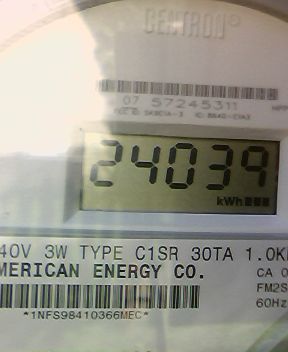 CENTRON®
07 57245311
24039
kWh
40V 3W TYPE C1SR 30TA 1.0K
MERICAN ENERGY CO.
CA 0
FM2S
60Hz
*1NFS98410366MEC*